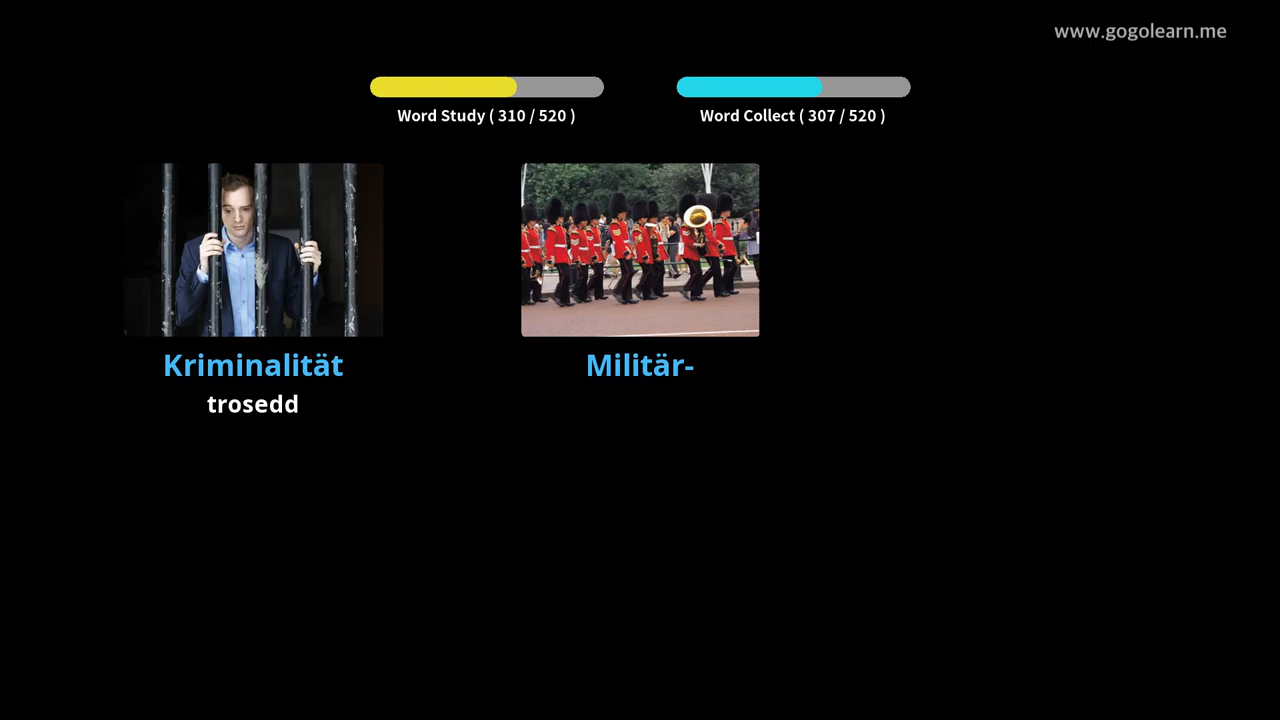 www.gogolearn.me
Word Study ( 310 / 520 )
Word Collect ( 307 / 520 )
Kriminalität
trosedd
Militär-